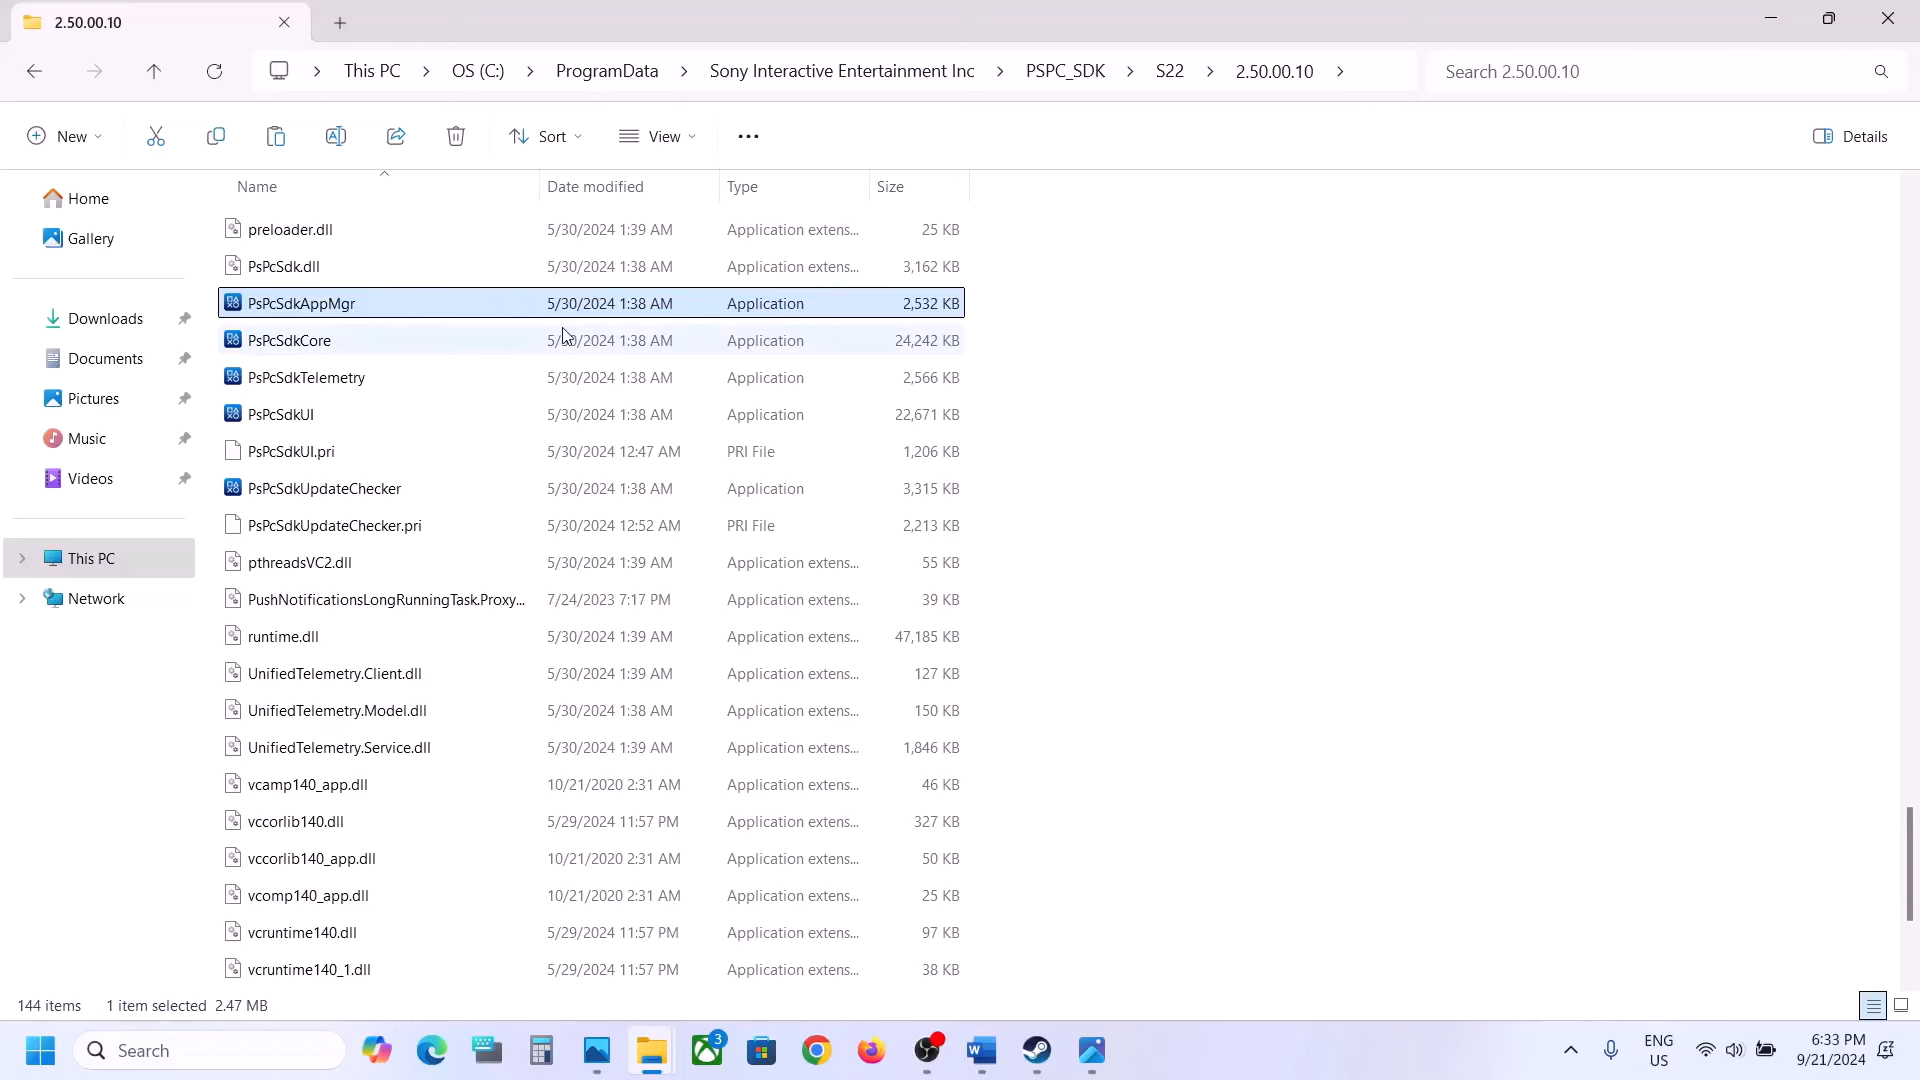 2.50.00.10
This PC > OS (C:) > ProgramData > Sony Interactive Entertainment Inc > PSPC_SDK > S22 > 2.50.00.10 >
Search 2.50.00.10
New
Sort
View
Details
Name Date modified Type Size
Home
Gallery
Downloads
Documents
Pictures
Music
Videos
This PC
Network
preloader.dll 5/30/2024 1:39 AM Application extens... 25 KB
PsPcSdk.dll 5/30/2024 1:38 AM Application extens... 3,162 KB
PsPcSdkAppMgr 5/30/2024 1:38 AM Application 2,532 KB
PsPcSdkCore 5/30/2024 1:38 AM Application 24,242 KB
PsPcSdkTelemetry 5/30/2024 1:38 AM Application 2,566 KB
PsPcSdkUI 5/30/2024 1:38 AM Application 22,671 KB
PsPcSdkUI.pri 5/30/2024 12:47 AM PRI File 1,206 KB
PsPcSdkUpdateChecker 5/30/2024 1:38 AM Application 3,315 KB
PsPcSdkUpdateChecker.pri 5/30/2024 12:52 AM PRI File 2,213 KB
pthreadsVC2.dll 5/30/2024 1:39 AM Application extens... 55 KB
PushNotificationsLongRunningTask.Proxy... 7/24/2023 7:17 PM Application extens... 39 KB
runtime.dll 5/30/2024 1:39 AM Application extens... 47,185 KB
UnifiedTelemetry.Client.dll 5/30/2024 1:39 AM Application extens... 127 KB
UnifiedTelemetry.Model.dll 5/30/2024 1:38 AM Application extens... 150 KB
UnifiedTelemetry.Service.dll 5/30/2024 1:39 AM Application extens... 1,846 KB
vcamp140_app.dll 10/21/2020 2:31 AM Application extens... 46 KB
vccorlib140.dll 5/29/2024 11:57 PM Application extens... 327 KB
vccorlib140_app.dll 10/21/2020 2:31 AM Application extens... 50 KB
vcomp140_app.dll 10/21/2020 2:31 AM Application extens... 25 KB
vcruntime140.dll 5/29/2024 11:57 PM Application extens... 97 KB
vcruntime140_1.dll 5/29/2024 11:57 PM Application extens... 38 KB
144 items 1 item selected 2.47 MB
Search
3
ENG
US
6:33 PM
9/21/2024